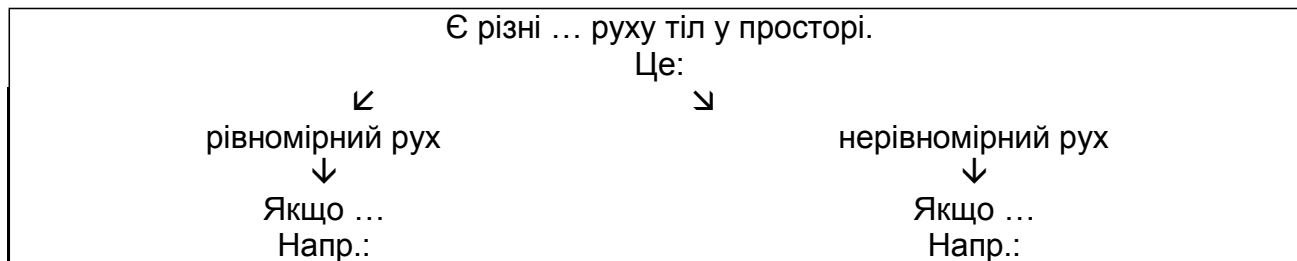 Є різні … руху тіл у просторі.
Це:
↙ ↘
рівномірний рух нерівномірний рух
↓ ↓
Якщо … Якщо …
Напр.: Напр.: